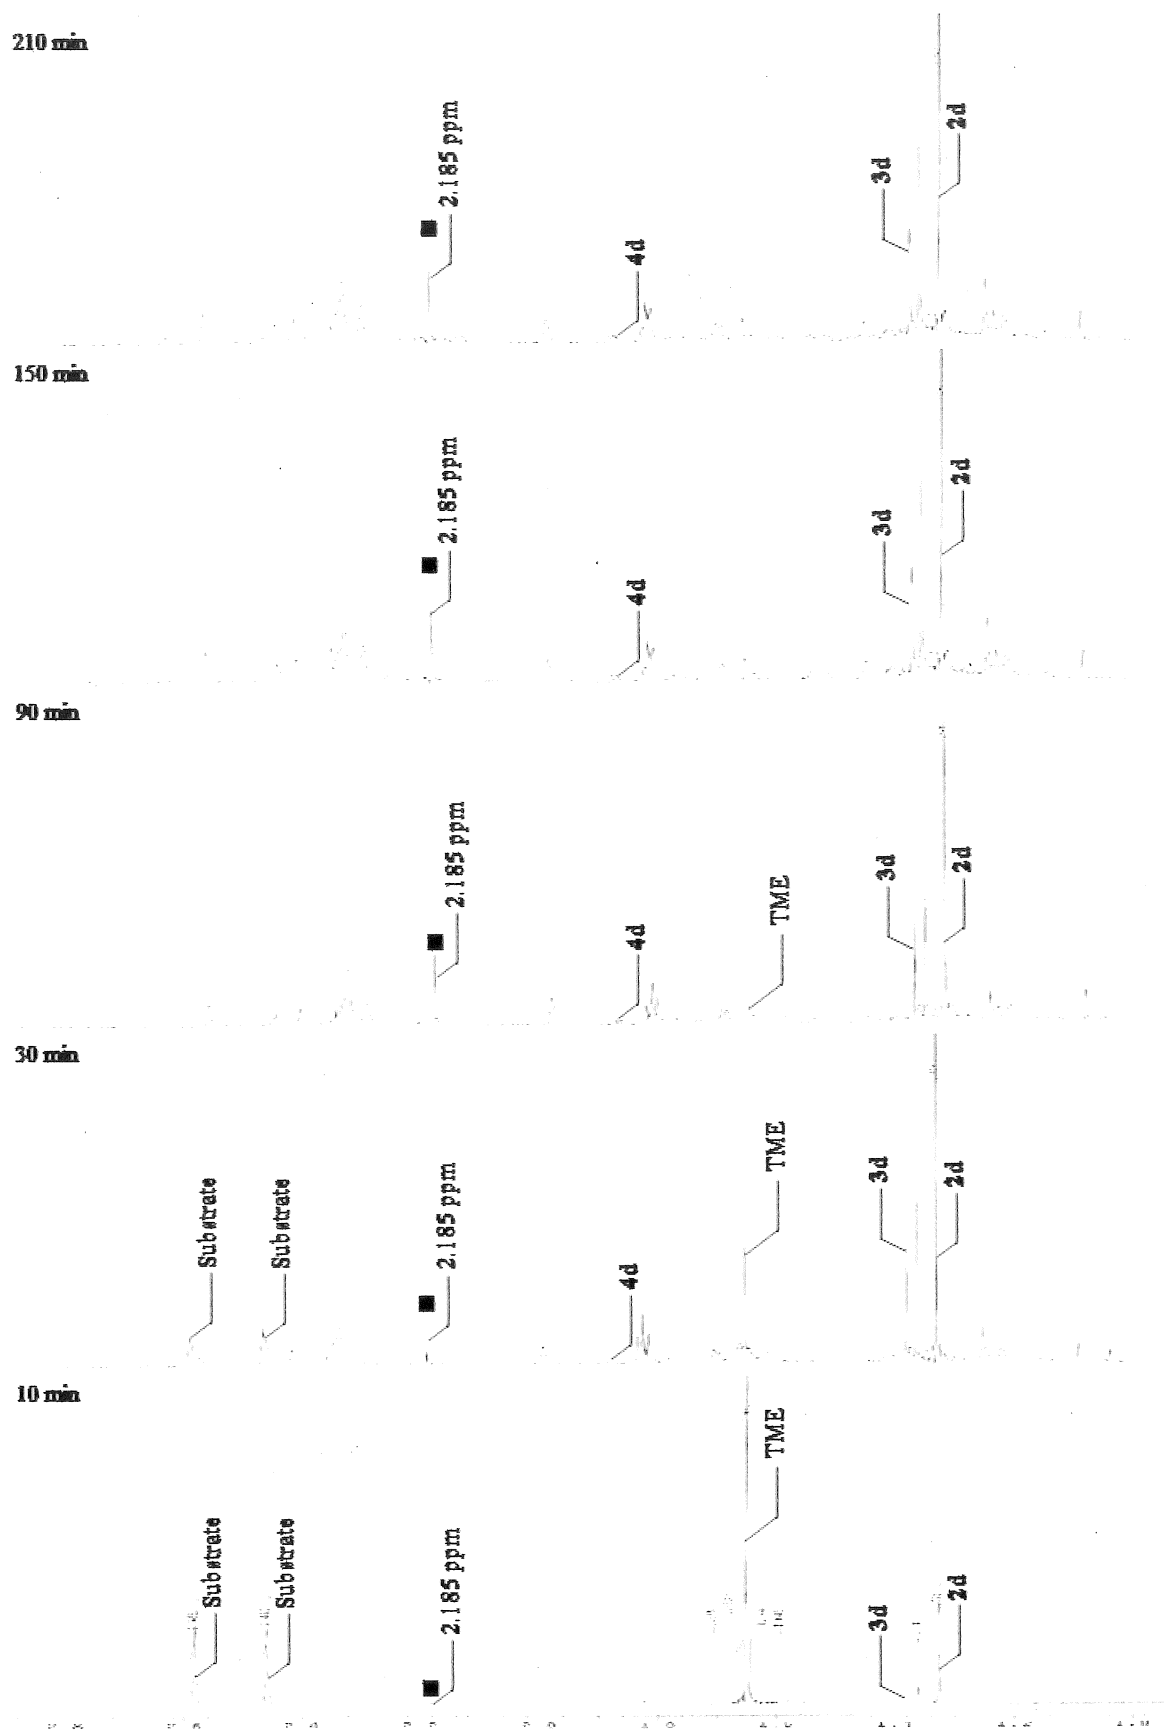 210 min
2.185 ppm
4d
3d
2d
150 min
2.185 ppm
4d
3d
2d
90 min
2.185 ppm
4d
TME
3d
2d
30 min
Substrate
Substrate
2.185 ppm
4d
TME
3d
2d
10 min
Substrate
Substrate
2.185 ppm
TME
3d
2d